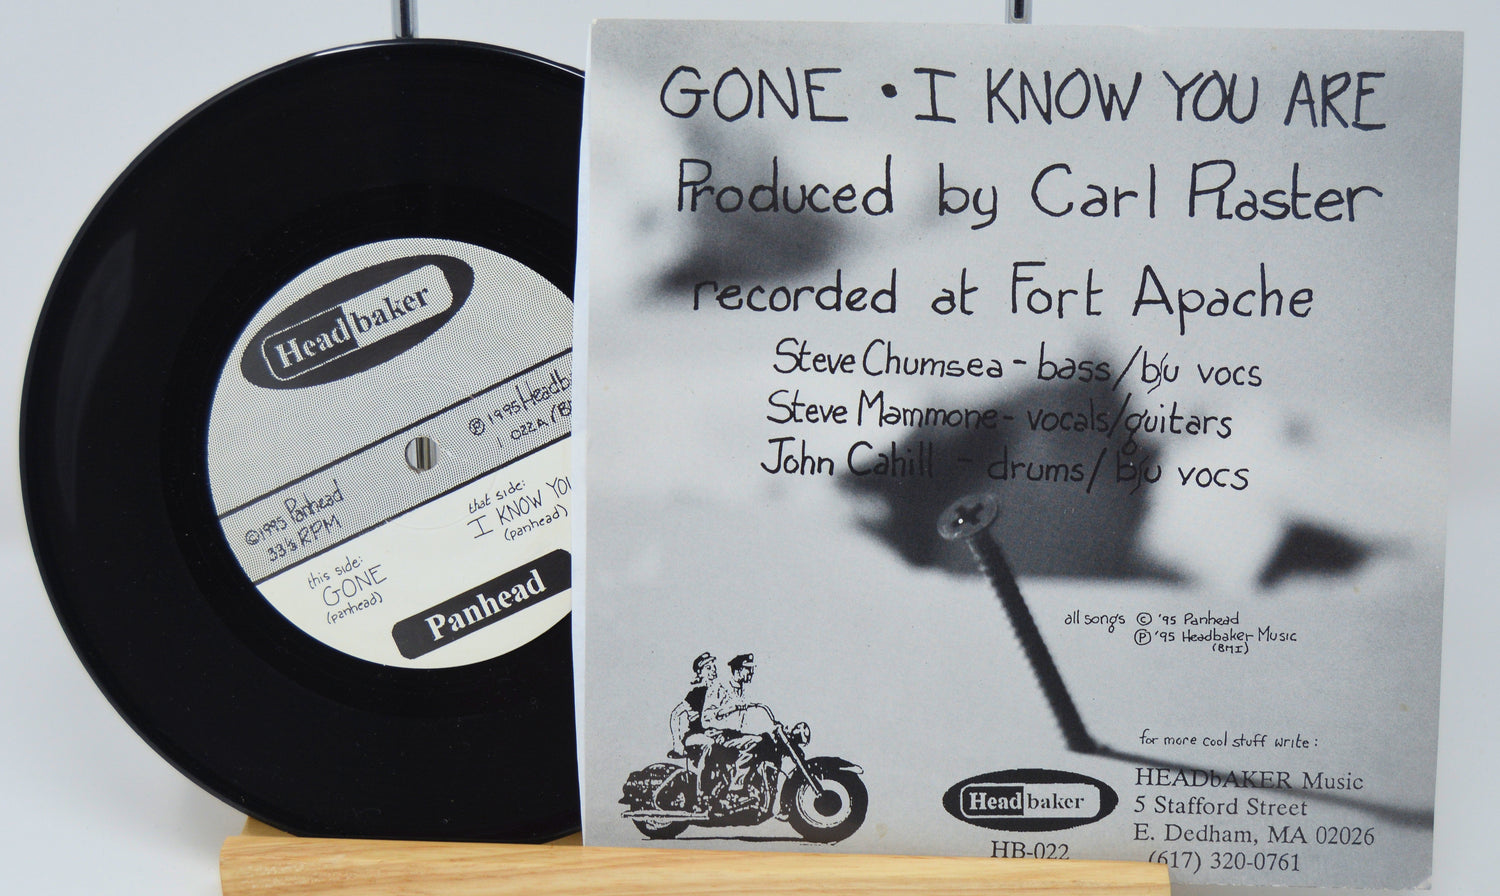 Headbaker
℗ 1995 Headb
©1995 Panhead
33⅓ RPM
this side:
GONE
(panhead)
that side:
I KNOW YOU
(panhead)
Panhead
GONE • I KNOW YOU ARE
Produced by Carl Plaster
recorded at Fort Apache
Steve Chumsea - bass/b/u vocs
Steve Mammone - vocals/guitars
John Cahill - drums/b/u vocs
all songs © '95 Panhead
℗ '95 Headbaker Music
(BMI)
for more cool stuff write:
Headbaker
HB-022
HEADbAKER Music
5 Stafford Street
E. Dedham, MA 02026
(617) 320-0761